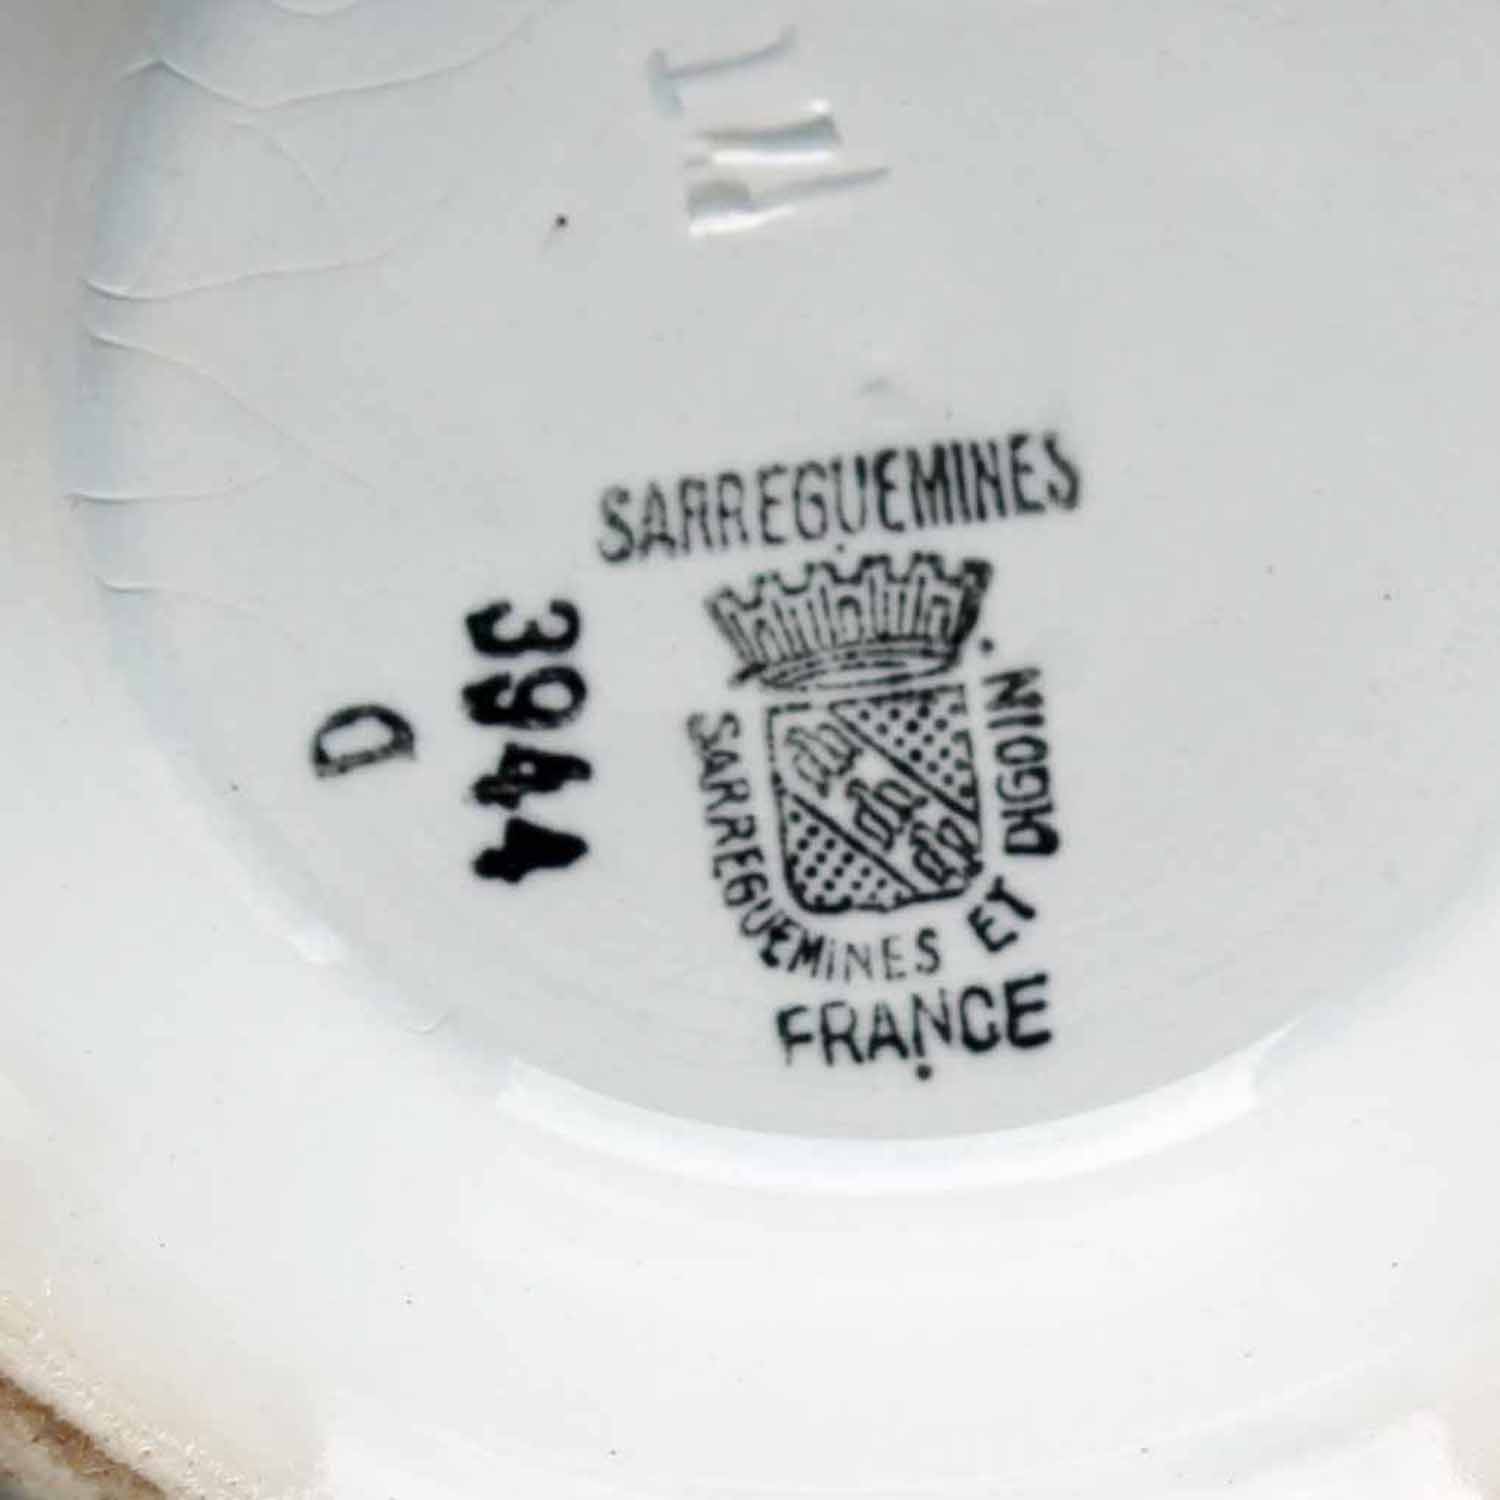 SARREGUEMINES
SARREGUEMINES ET DIGOIN
FRANCE
3944
D